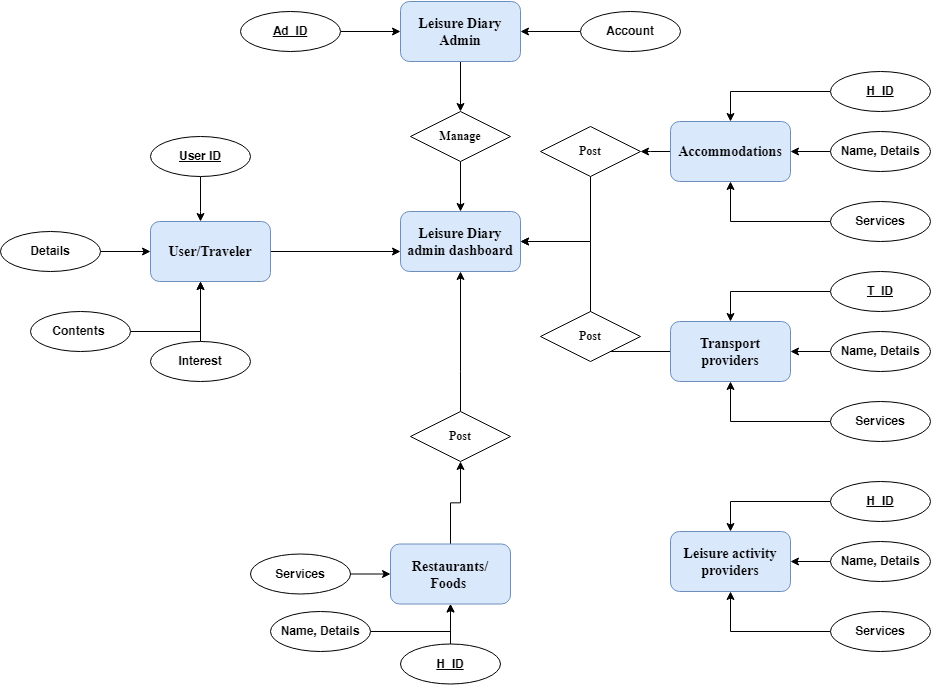 Leisure Diary
Admin
Ad_ID
Account
Manage
H_ID
Accommodations
Name, Details
Services
Post
User ID
User/Traveler
Details
Contents
Interest
Leisure Diary
admin dashboard
T_ID
Post
Transport
providers
Name, Details
Services
Post
H_ID
Leisure activity
providers
Name, Details
Services
Restaurants/
Foods
Services
Name, Details
H_ID